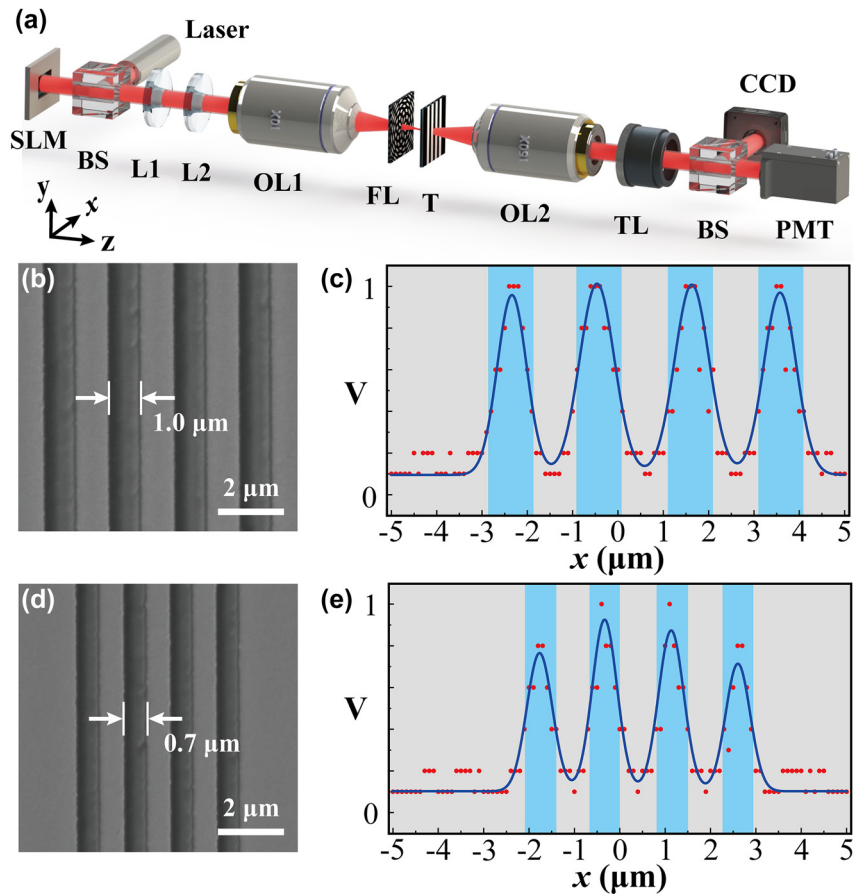 (a)
Laser
CCD
SLM
BS
L1
L2
OL1
FL
T
OL2
TL
BS
PMT
10X
150X
y
x
z
(b)
1.0 μm
2 μm
(c)
1
V
0
-5 -4 -3 -2 -1 0 1 2 3 4 5
x (μm)
(d)
0.7 μm
2 μm
(e)
1
V
0
-5 -4 -3 -2 -1 0 1 2 3 4 5
x (μm)